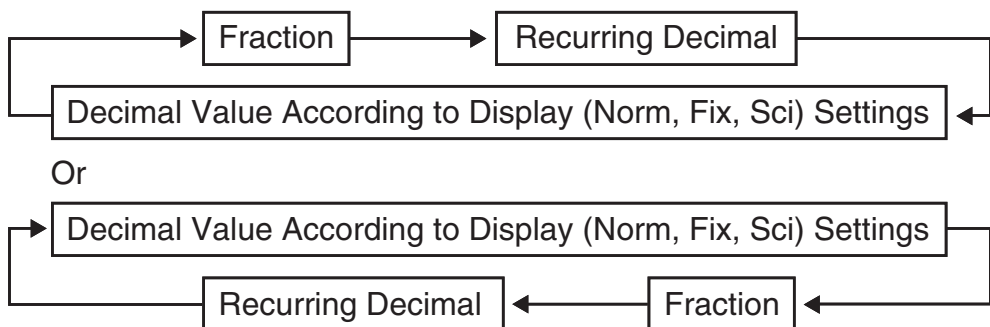 Fraction Recurring Decimal
Decimal Value According to Display (Norm, Fix, Sci) Settings
Or
Decimal Value According to Display (Norm, Fix, Sci) Settings
Recurring Decimal Fraction